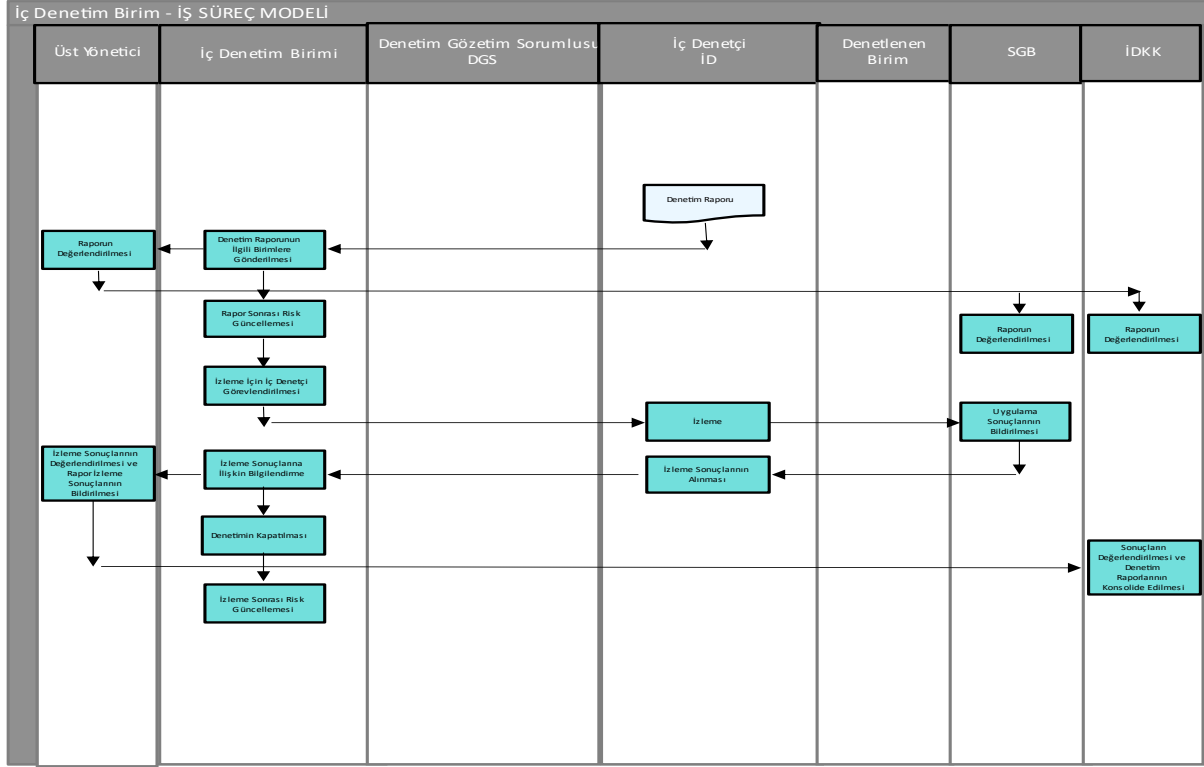 İç Denetim Birim - İŞ SÜREÇ MODELİ
Üst Yönetici
İç Denetim Birimi
Denetim Gözetim Sorumlusu
DGS
İç Denetçi
İD
Denetlenen
Birim
SGB
İDKK
Denetim Raporu
Raporun
Değerlendirilmesi
Denetim Raporunun
İlgili Birimlere
Gönderilmesi
Rapor Sonrası Risk
Güncellemesi
Raporun
Değerlendirilmesi
Raporun
Değerlendirilmesi
İzleme İçin İç Denetçi
Görevlendirilmesi
İzleme
Uygulama
Sonuçlarının
Bildirilmesi
İzleme Sonuçlarının
Değerlendirilmesi ve
Rapor İzleme
Sonuçlarının
Bildirilmesi
İzleme Sonuçlarına
İlişkin Bilgilendirme
İzleme Sonuçlarının
Alınması
Denetimin Kapatılması
Sonuçların
Değerlendirilmesi ve
Denetim
Raporlarının
Konsolide Edilmesi
İzleme Sonrası Risk
Güncellemesi